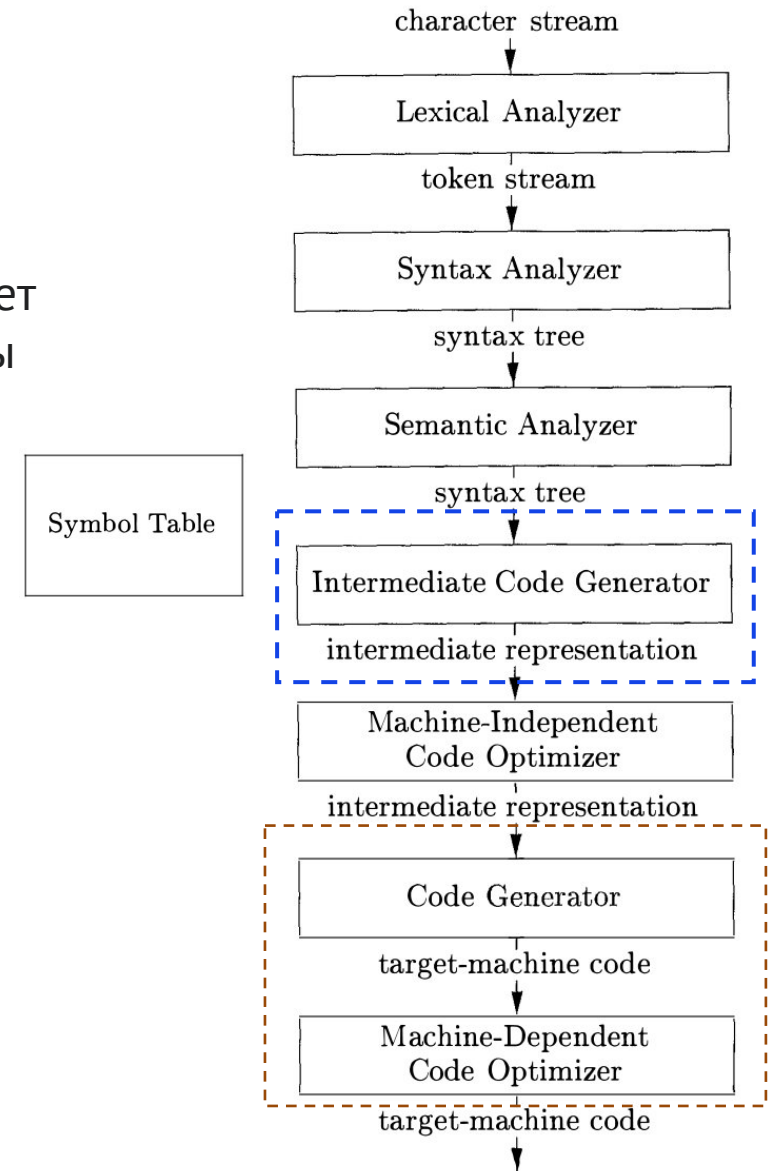 character stream
Lexical Analyzer
token stream
Syntax Analyzer
ет
ы
syntax tree
Semantic Analyzer
syntax tree
Symbol Table
Intermediate Code Generator
intermediate representation
Machine-Independent
Code Optimizer
intermediate representation
Code Generator
target-machine code
Machine-Dependent
Code Optimizer
target-machine code